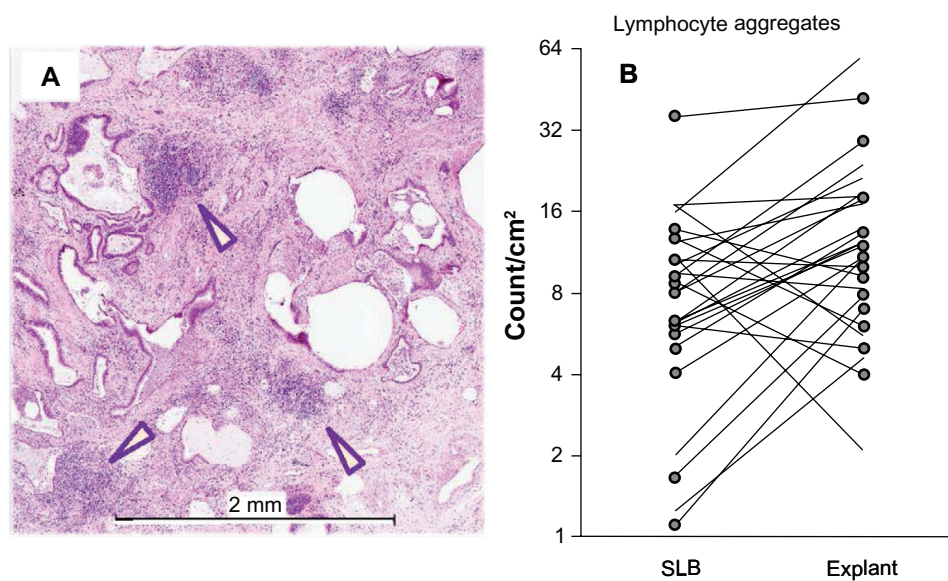 A
2 mm
Lymphocyte aggregates
B
Count/cm²
64
32
16
8
4
2
1
SLB
Explant